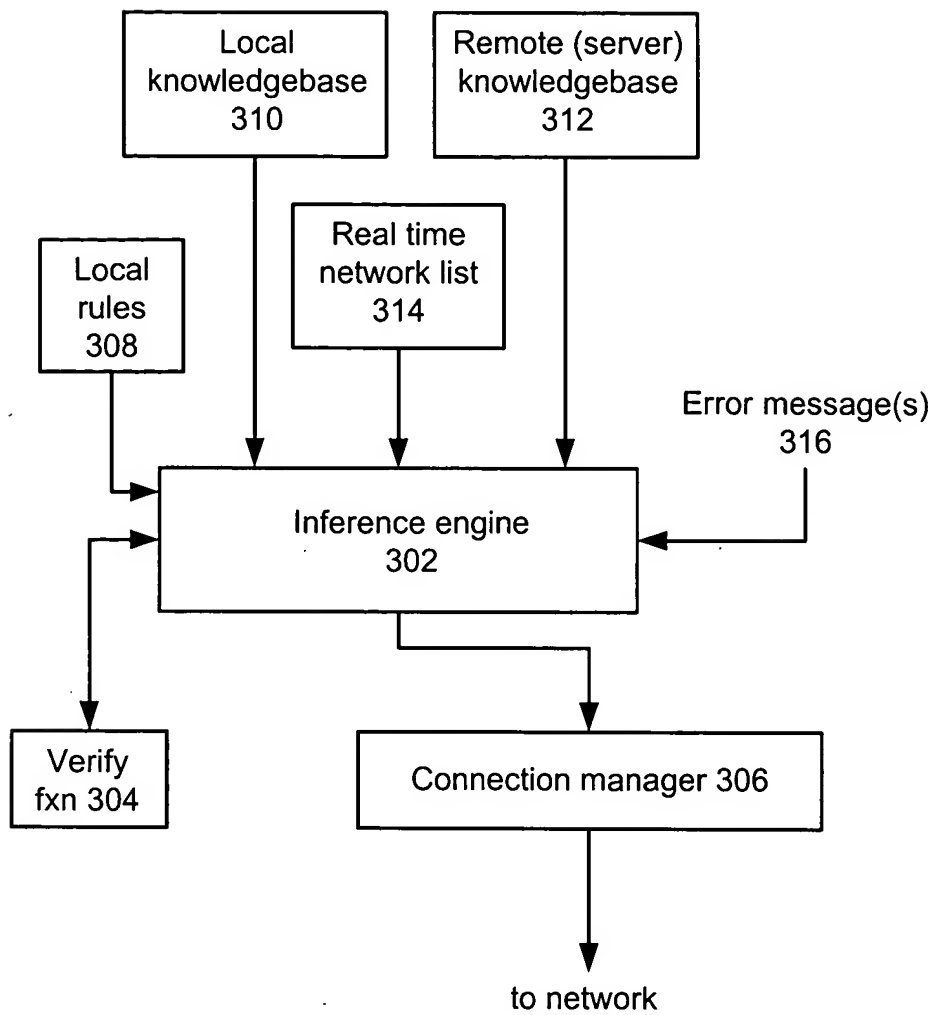 Local
knowledgebase
310
Remote (server)
knowledgebase
312
Real time
network list
314
Local
rules
308
Error message(s)
316
Inference engine
302
Verify
fxn 304
Connection manager 306
to network